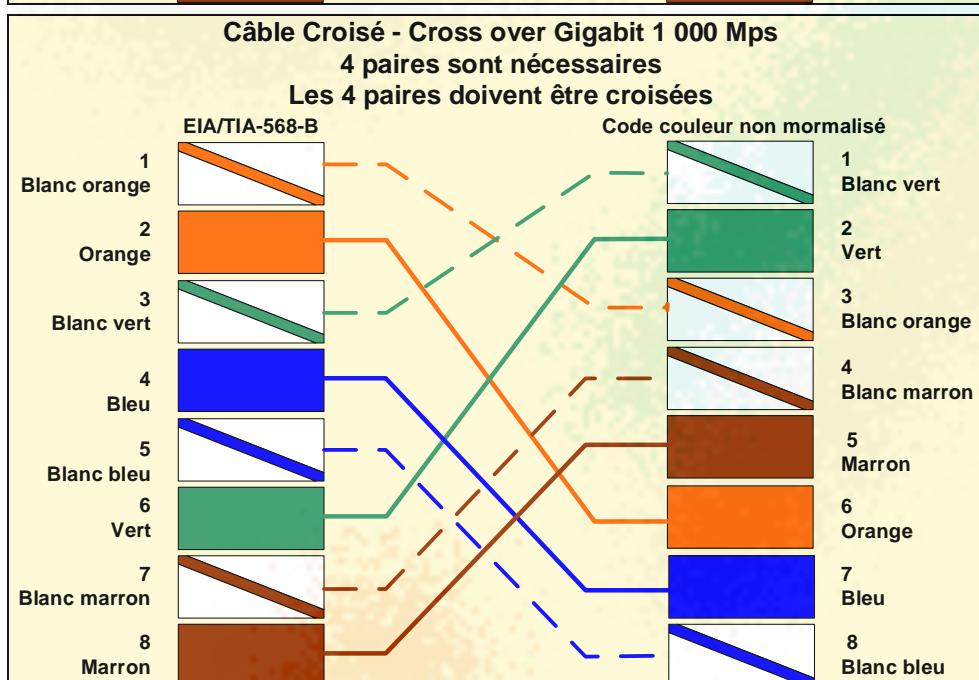 Câble Croisé - Cross over Gigabit 1 000 Mps
4 paires sont nécessaires
Les 4 paires doivent être croisées
EIA/TIA-568-B
1
Blanc orange
2
Orange
3
Blanc vert
4
Bleu
5
Blanc bleu
6
Vert
7
Blanc marron
8
Marron
Code couleur non mormalisé
1
Blanc vert
2
Vert
3
Blanc orange
4
Blanc marron
5
Marron
6
Orange
7
Bleu
8
Blanc bleu